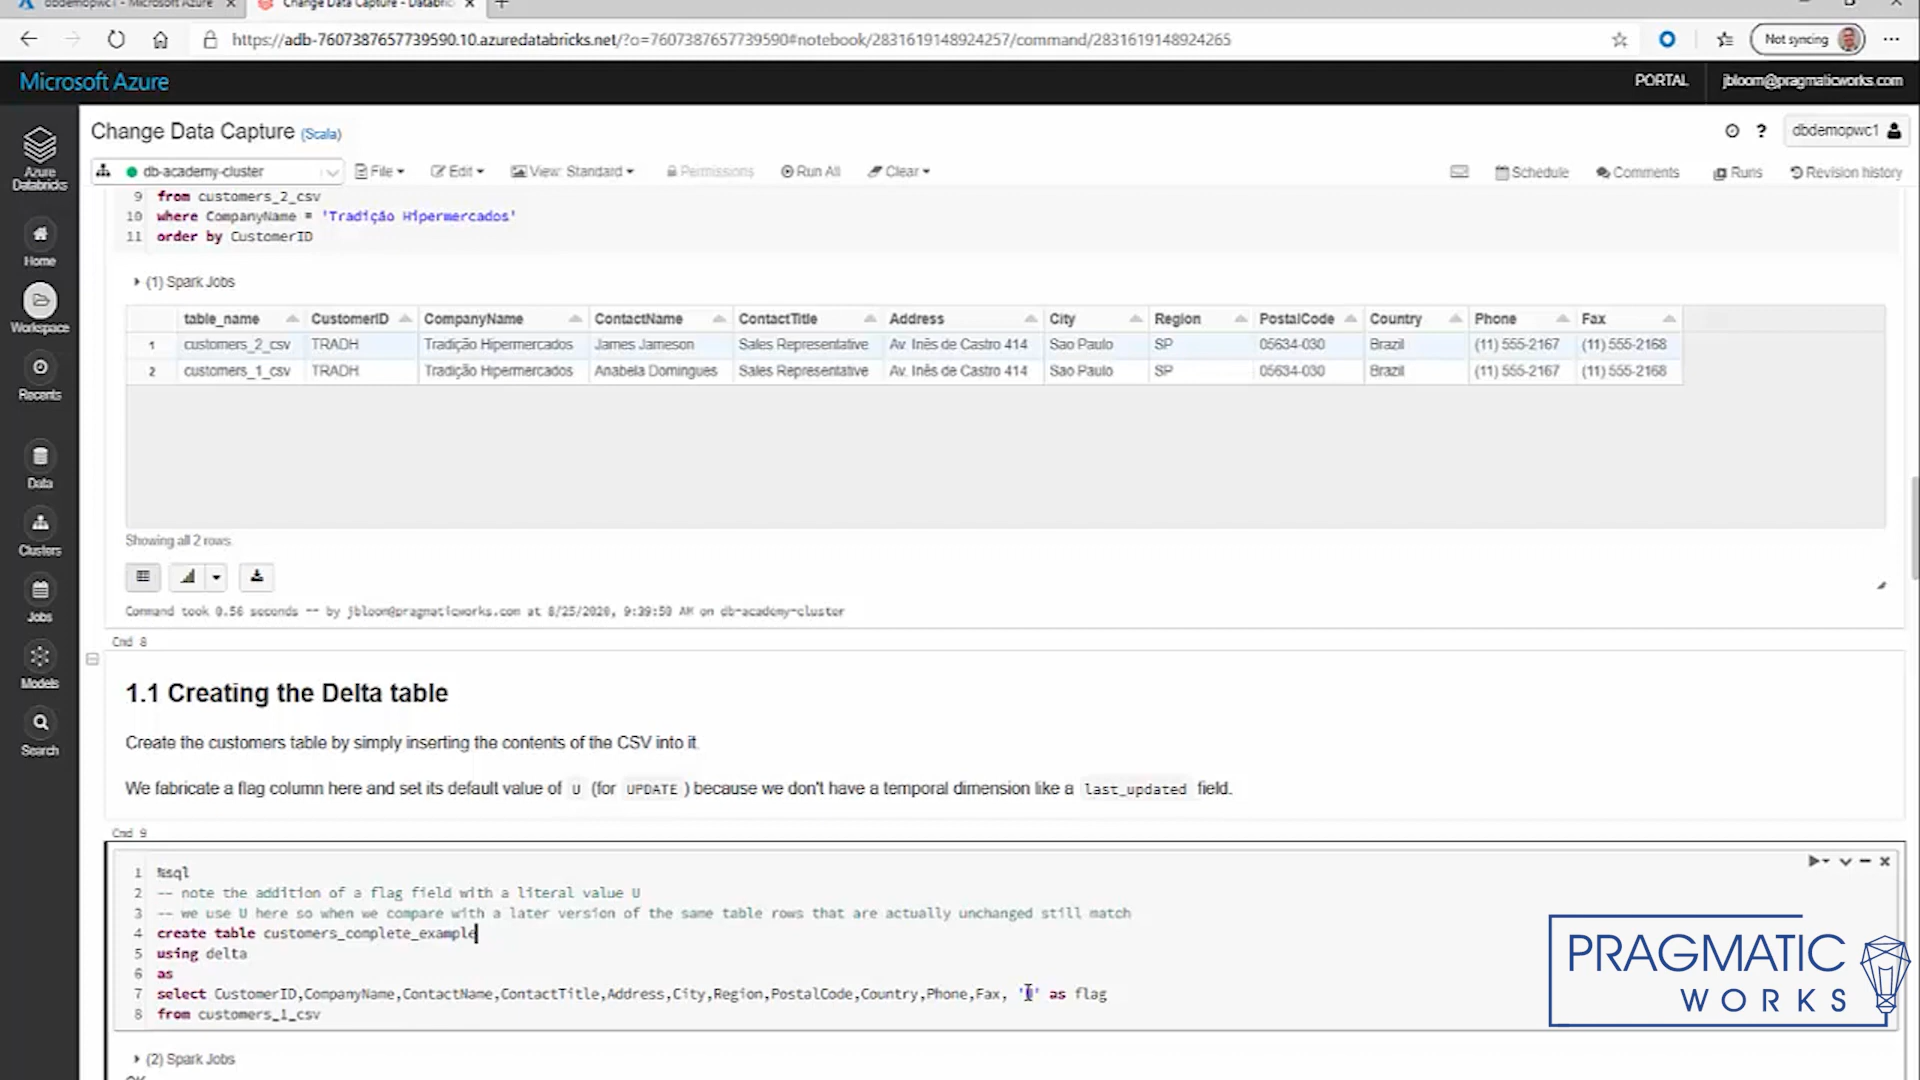 dbdemopwc1 - Microsoft Azure
Change Data Capture - Databric
https://adb-7607387657739590.10.azuredatabricks.net/?o=7607387657739590#notebook/2831619148924257/command/2831619148924265
Not syncing
Microsoft Azure
PORTAL
jbloom@pragmaticworks.com
Azure Databricks
Home
Workspace
Recents
Data
Clusters
Jobs
Models
Search
Change Data Capture (Scala)
? dbdemopwc1
db-academy-cluster File Edit View: Standard Permissions Run All Clear Schedule Comments Runs Revision history
9 from customers_2_csv
10 where CompanyName = 'Tradição Hipermercados'
11 order by CustomerID
(1) Spark Jobs
table_name CustomerID CompanyName ContactName ContactTitle Address City Region PostalCode Country Phone Fax
1 customers_2_csv TRADH Tradição Hipermercados James Jameson Sales Representative Av. Inês de Castro 414 Sao Paulo SP 05634-030 Brazil (11) 555-2167 (11) 555-2168
2 customers_1_csv TRADH Tradição Hipermercados Anabela Domingues Sales Representative Av. Inês de Castro 414 Sao Paulo SP 05634-030 Brazil (11) 555-2167 (11) 555-2168
Showing all 2 rows.
Command took 0.56 seconds -- by jbloom@pragmaticworks.com at 8/25/2020, 9:39:50 AM on db-academy-cluster
Cmd 8
1.1 Creating the Delta table
Create the customers table by simply inserting the contents of the CSV into it.
We fabricate a flag column here and set its default value of U (for UPDATE ) because we don't have a temporal dimension like a last_updated field.
Cmd 9
1 %sql
2 -- note the addition of a flag field with a literal value U
3 -- we use U here so when we compare with a later version of the same table rows that are actually unchanged still match
4 create table customers_complete_example
5 using delta
6 as
7 select CustomerID,CompanyName,ContactName,ContactTitle,Address,City,Region,PostalCode,Country,Phone,Fax, 'U' as flag
8 from customers_1_csv
(2) Spark Jobs
OK
PRAGMATIC
WORKS